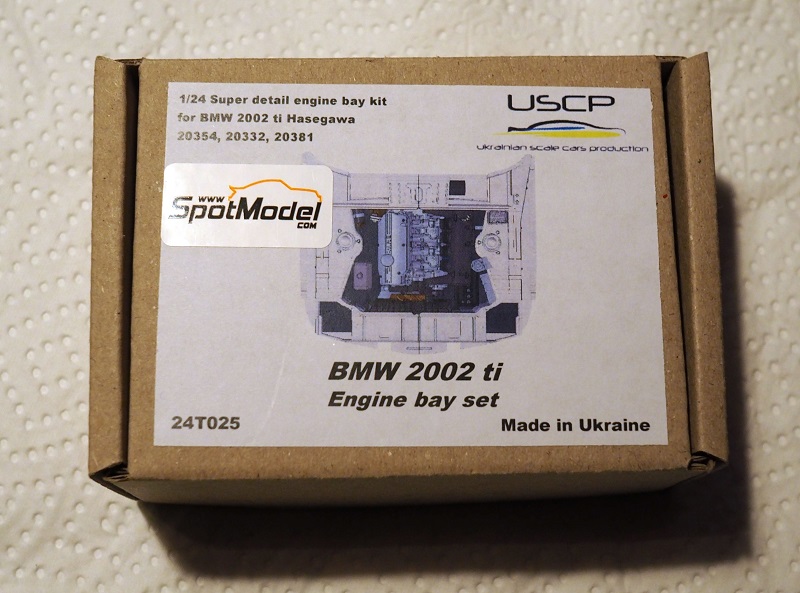 1/24 Super detail engine bay kit
for BMW 2002 ti Hasegawa
20354, 20332, 20381
USCP
ukrainian scale cars production
www
SpotModel
.COM
BMW 2002 ti
Engine bay set
24T025
Made in Ukraine